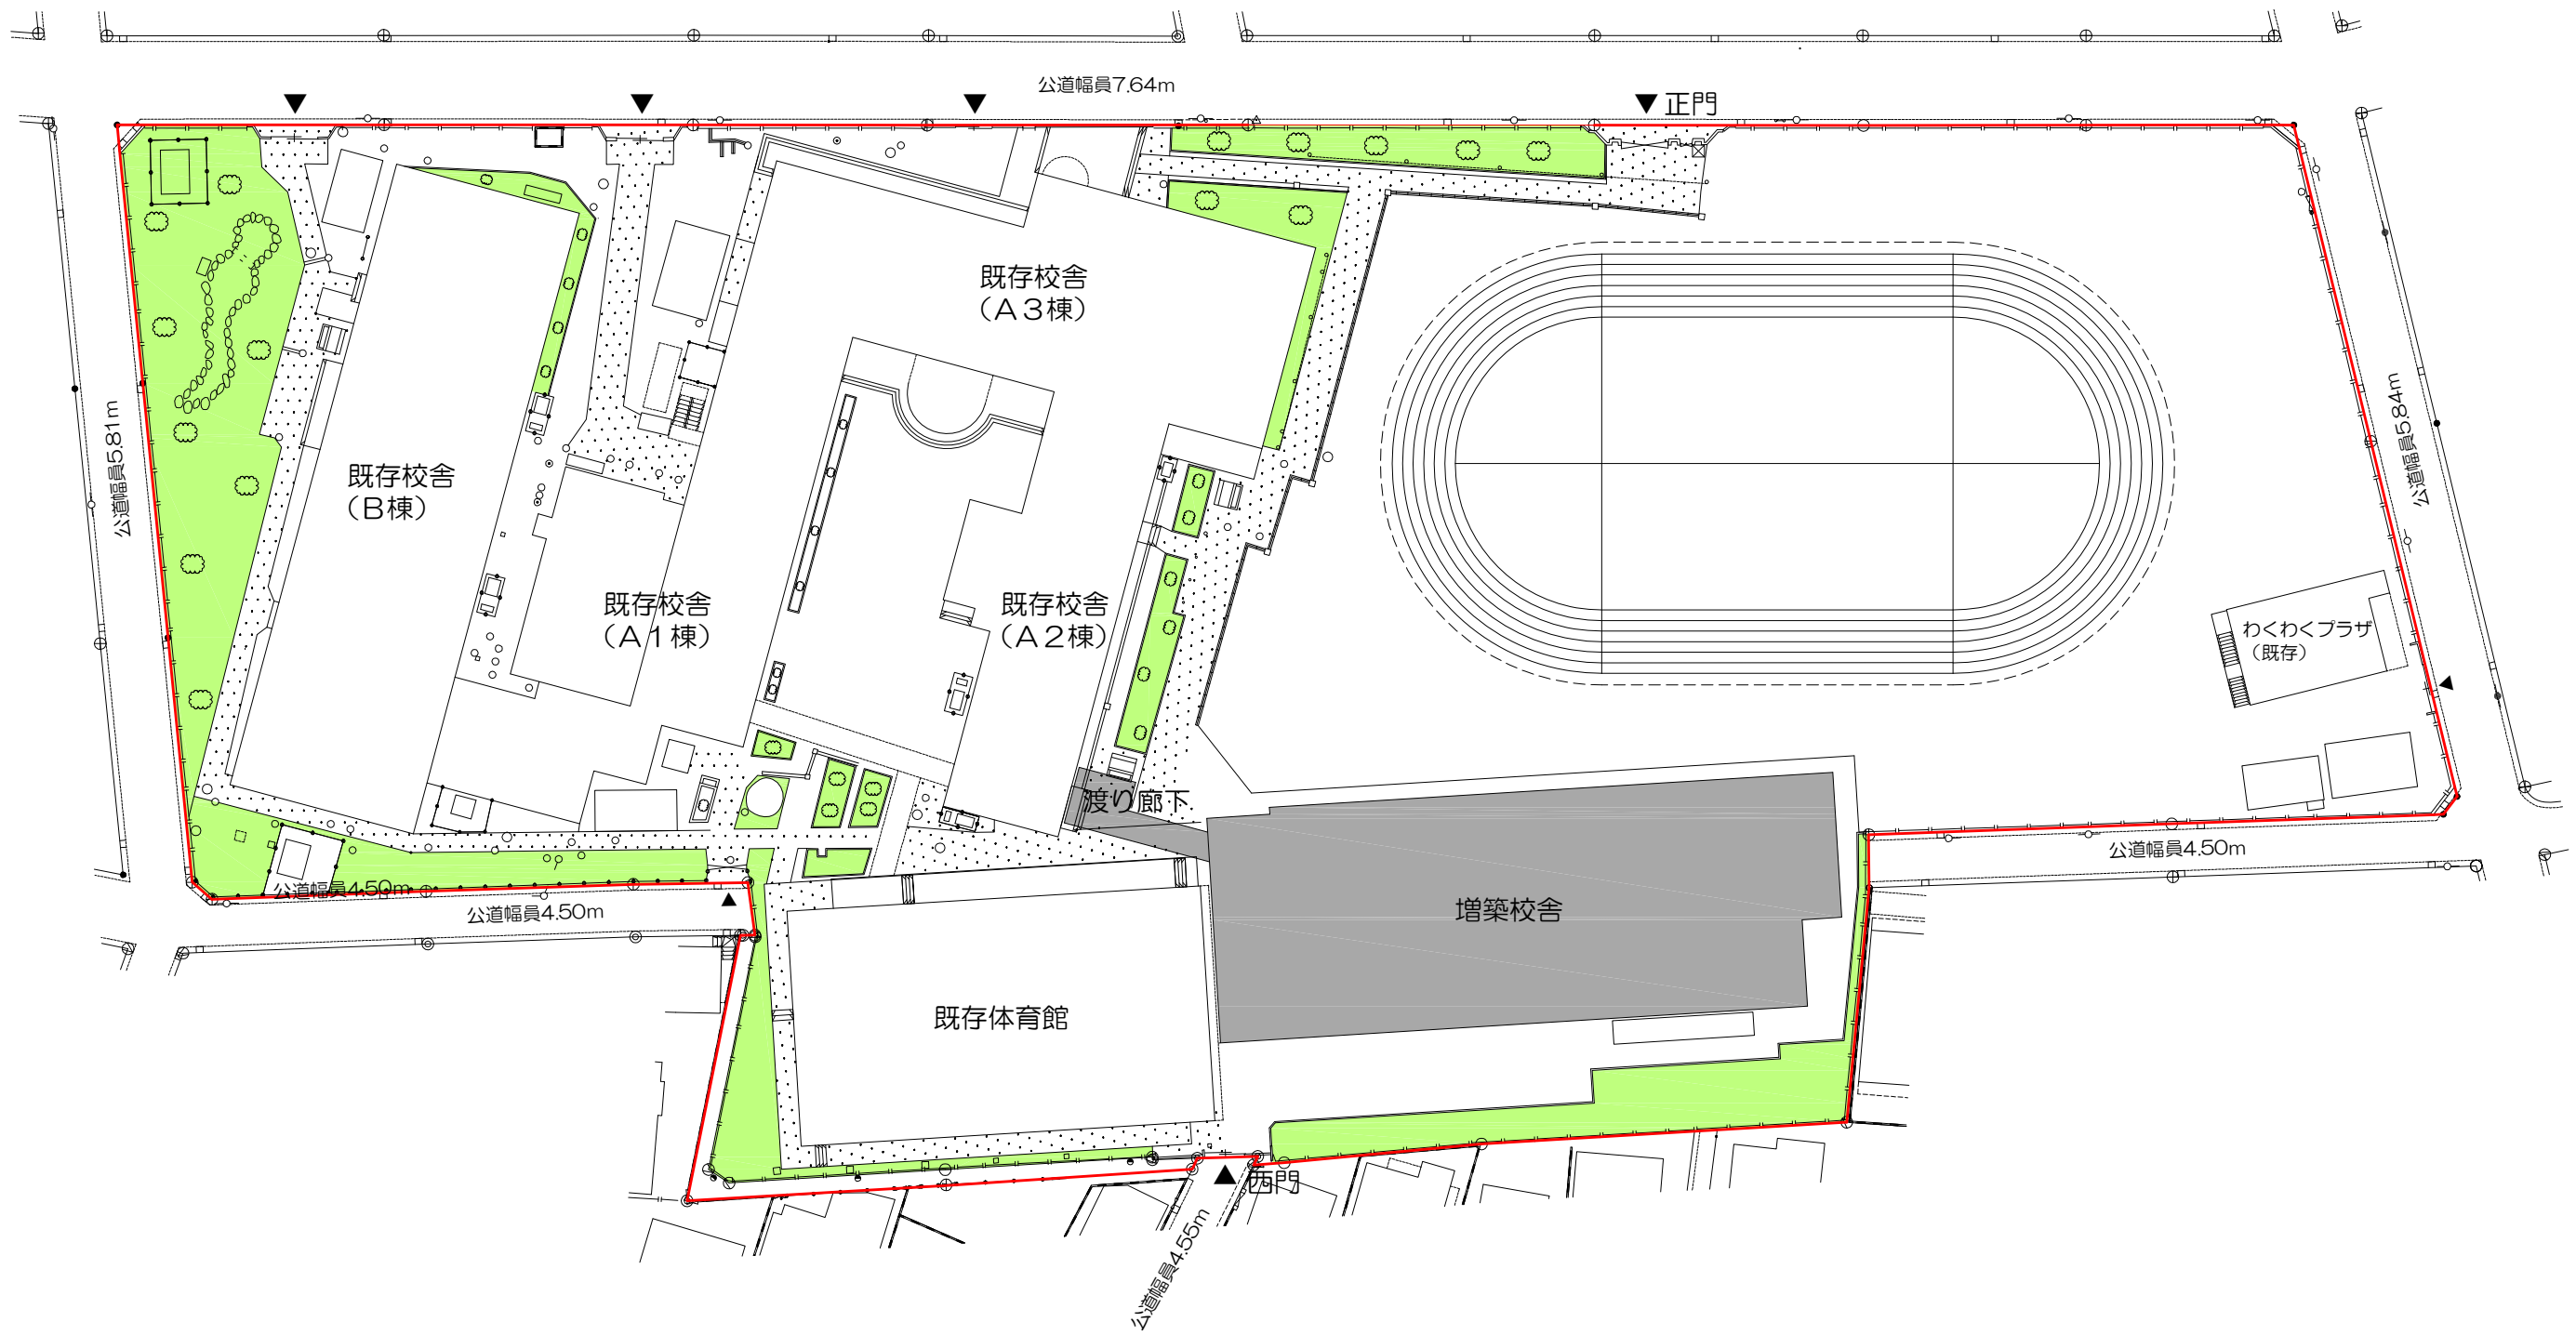 公道幅員7.64m
正門
既存校舎
（A3棟）
公道幅員5.81m
公道幅員5.84m
既存校舎
（B棟）
既存校舎
（A1棟）
既存校舎
（A2棟）
わくわくプラザ
（既存）
渡り廊下
公道幅員4.50m
公道幅員4.50m
公道幅員4.50m
増築校舎
既存体育館
西門
公道幅員4.55m